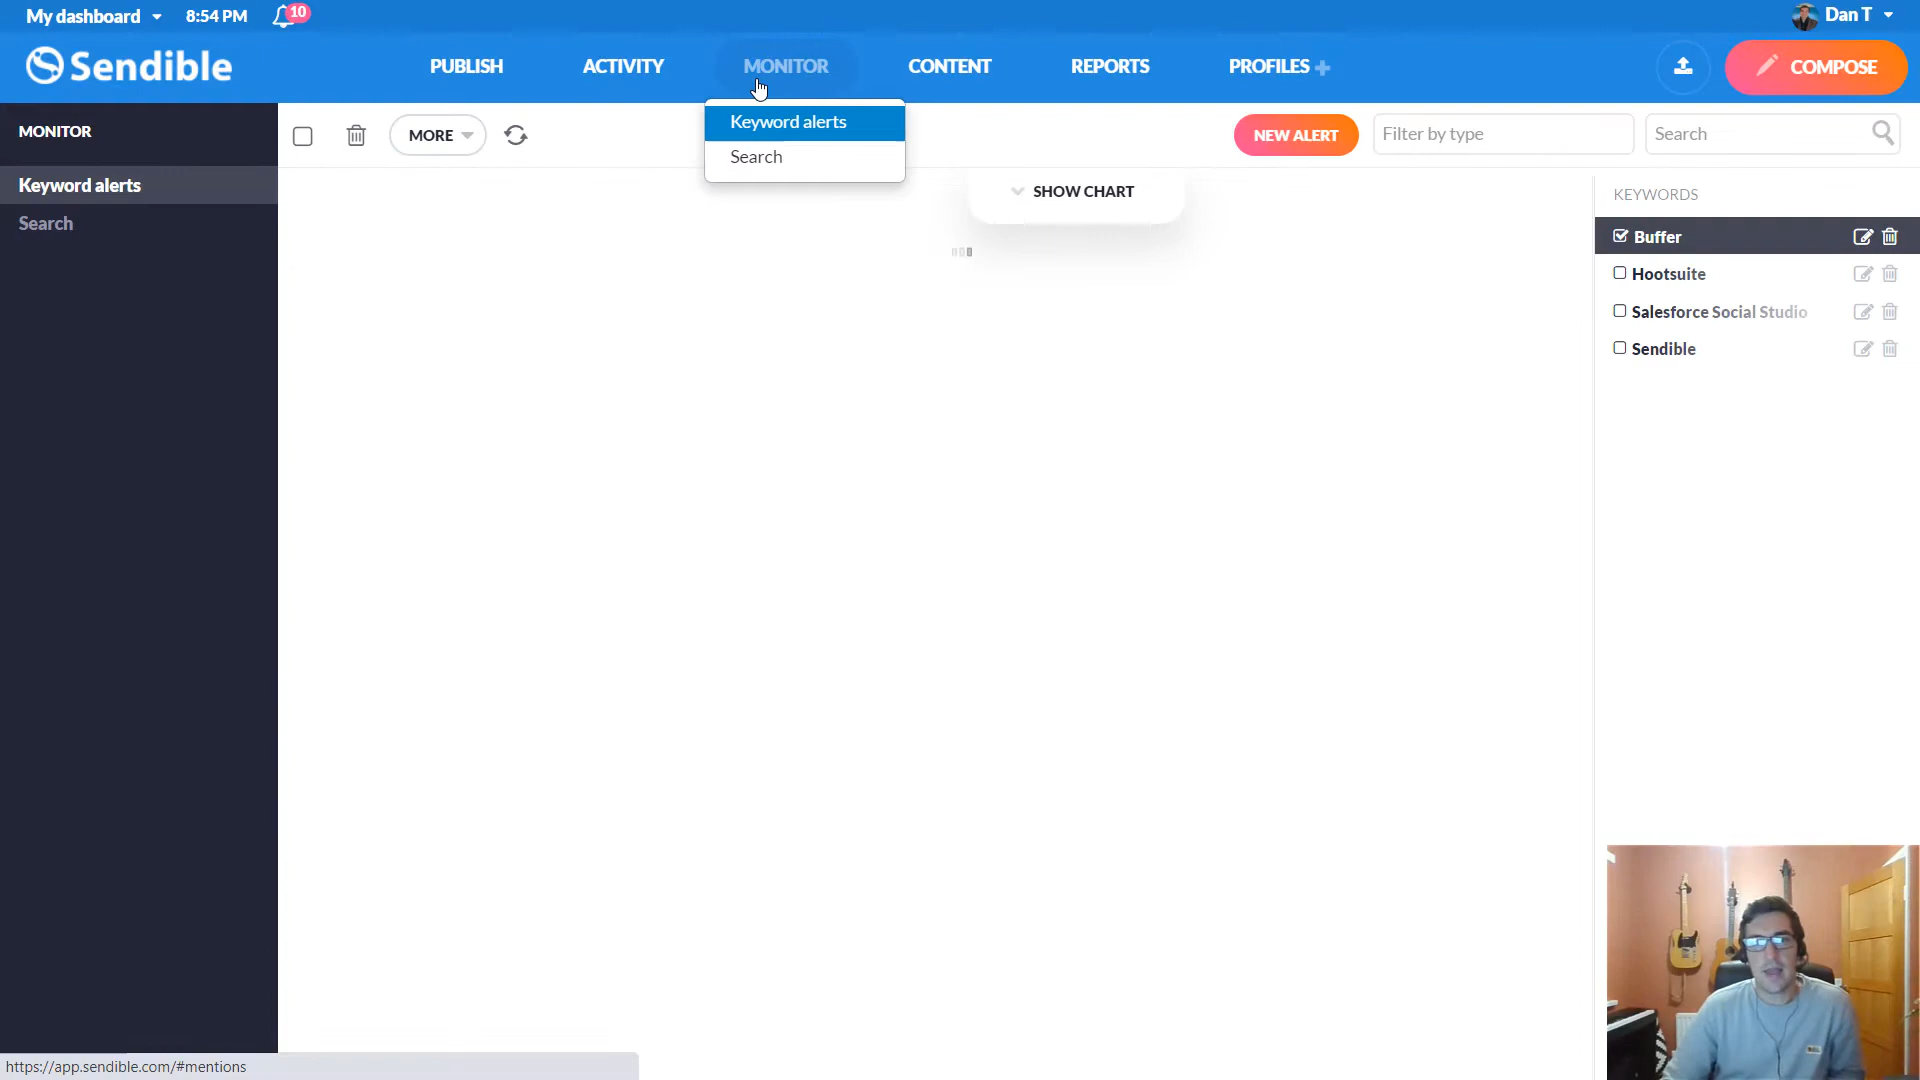 My dashboard
8:54 PM
10
Dan T
Sendible
PUBLISH
ACTIVITY
MONITOR
CONTENT
REPORTS
PROFILES
COMPOSE
MONITOR
Keyword alerts
Search
MORE
Keyword alerts
Search
NEW ALERT
Filter by type
Search
SHOW CHART
KEYWORDS
Buffer
Hootsuite
Salesforce Social Studio
Sendible
https://app.sendible.com/#mentions